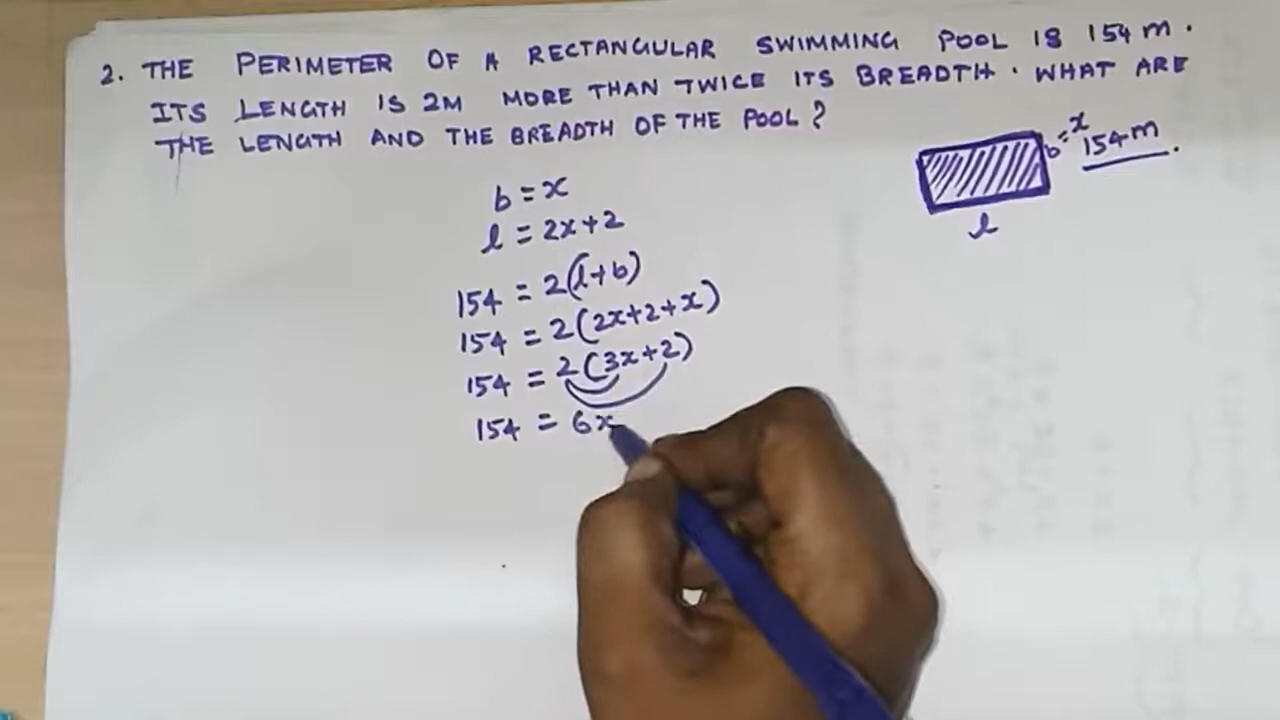 2. THE PERIMETER OF A RECTANGULAR SWIMMING POOL IS 154 m.
ITS LENGTH IS 2M MORE THAN TWICE ITS BREADTH. WHAT ARE
THE LENGTH AND THE BREADTH OF THE POOL?
b=x
154m.
l
b = x
l = 2x+2
154 = 2(l+b)
154 = 2(2x+2+x)
154 = 2(3x+2)
154 = 6x